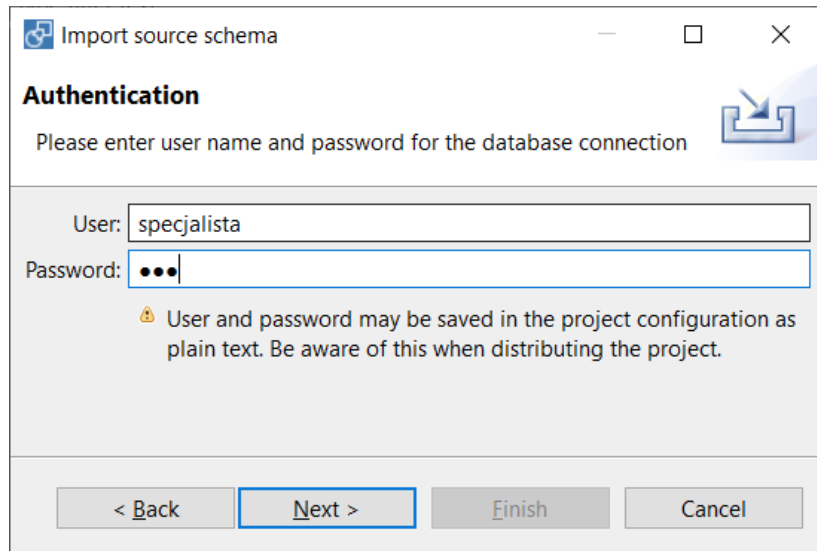 Import source schema
Authentication
Please enter user name and password for the database connection
User: specjalista
Password: •••
User and password may be saved in the project configuration as
plain text. Be aware of this when distributing the project.
< Back Next > Finish Cancel